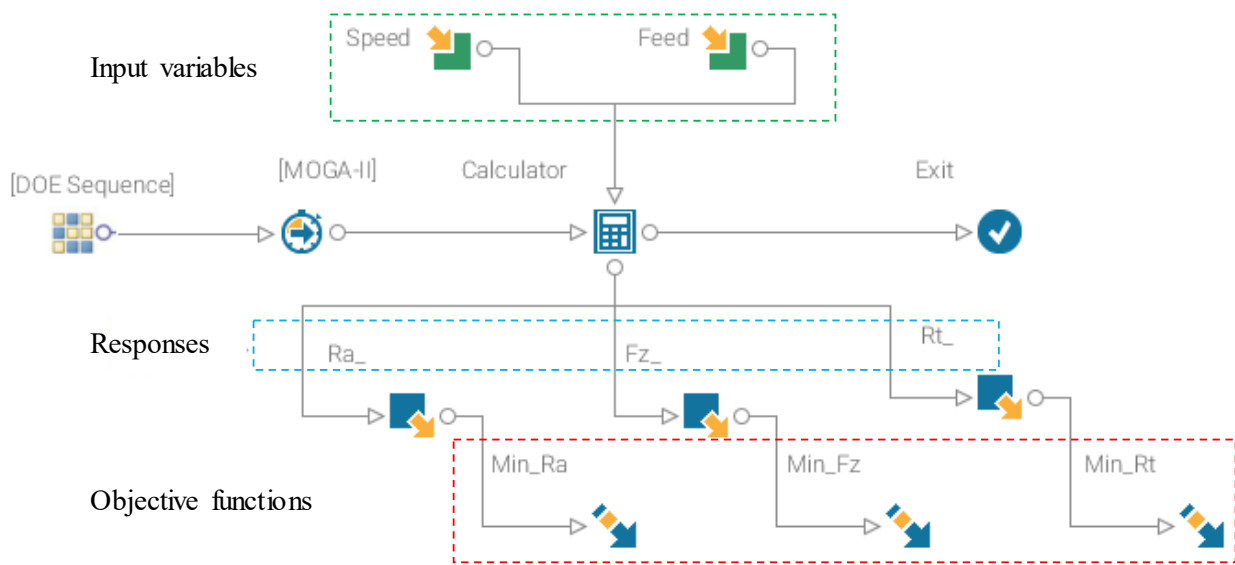 Speed
Feed
Input variables
[DOE Sequence]
[MOGA-II]
Calculator
Exit
Responses
Ra_
Fz_
Rt_
Min_Ra
Min_Fz
Min_Rt
Objective functions